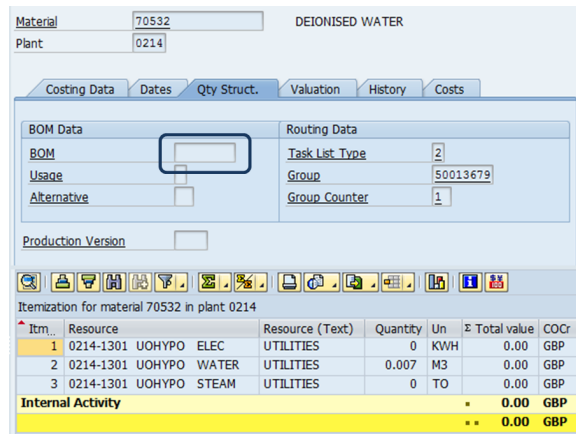 Material 70532 DEIONISED WATER
Plant 0214
Costing Data Dates Qty Struct. Valuation History Costs
BOM Data Routing Data
BOM Task List Type 2
Usage Group 50013679
Alternative Group Counter 1
Production Version
Itemization for material 70532 in plant 0214
Itm.. Resource Resource (Text) Quantity Un Σ Total value COCr
1 0214-1301 UOHYPO ELEC UTILITIES 0 KWH 0.00 GBP
2 0214-1301 UOHYPO WATER UTILITIES 0.007 M3 0.00 GBP
3 0214-1301 UOHYPO STEAM UTILITIES 0 TO 0.00 GBP
Internal Activity ▪ 0.00 GBP
▪▪ 0.00 GBP